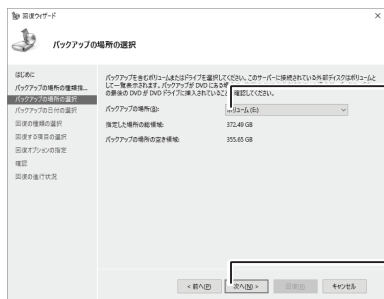 回復ウィザード
バックアップの場所の選択
はじめに
バックアップの場所の種類指...
バックアップの場所の選択
バックアップの日付の選択
回復の種類の選択
回復する項目の選択
回復オプションの指定
確認
回復の進行状況
バックアップを含むボリュームまたはドライブを選択してください。このサーバーに接続されている外部ディスクはボリュームと
して一覧表示されます。バックアップが DVD にある
の最後の DVD が DVD ドライブに挿入されていること 確認してください。
バックアップの場所(B): ボリューム (E:)
指定した場所の総領域: 372.49 GB
バックアップの場所の空き領域: 355.65 GB
< 前へ(P) 次へ(N) > 回復(R) キャンセル